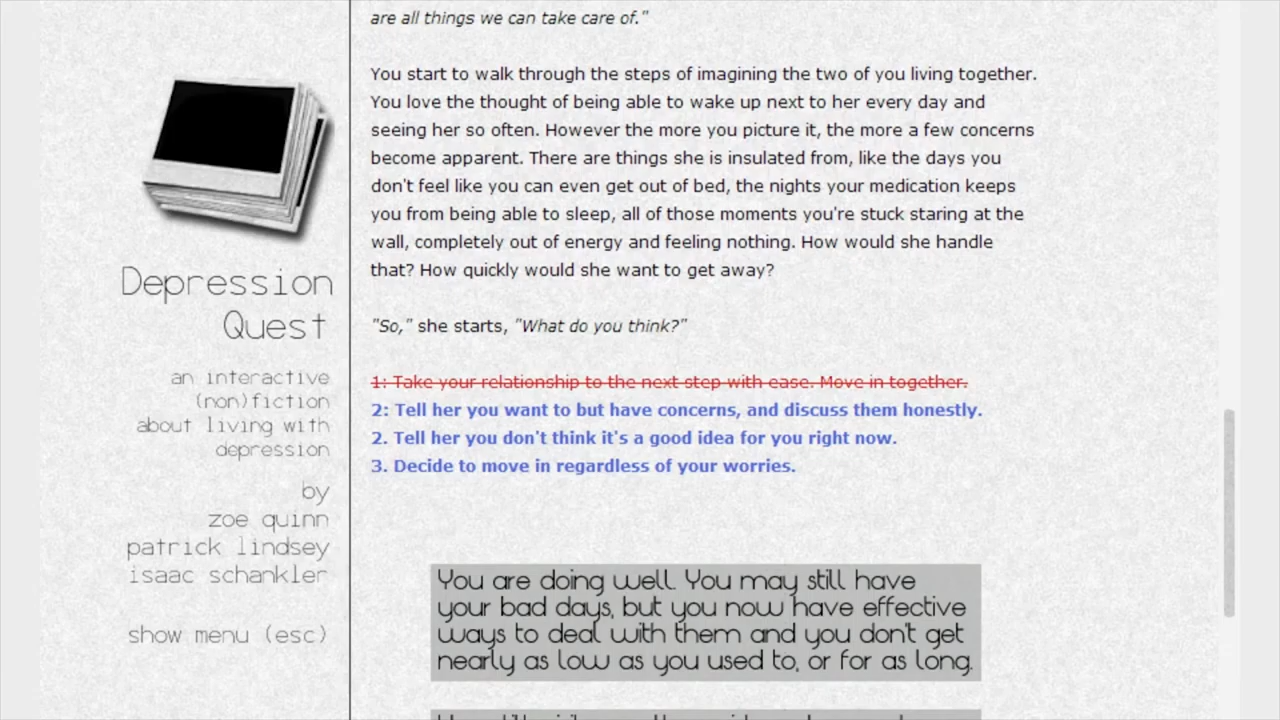 are all things we can take care of."
You start to walk through the steps of imagining the two of you living together.
You love the thought of being able to wake up next to her every day and
seeing her so often. However the more you picture it, the more a few concerns
become apparent. There are things she is insulated from, like the days you
don't feel like you can even get out of bed, the nights your medication keeps
you from being able to sleep, all of those moments you're stuck staring at the
wall, completely out of energy and feeling nothing. How would she handle
that? How quickly would she want to get away?
"So," she starts, "What do you think?"
1: Take your relationship to the next step with ease. Move in together.
2: Tell her you want to but have concerns, and discuss them honestly.
2. Tell her you don't think it's a good idea for you right now.
3. Decide to move in regardless of your worries.
You are doing well. You may still have
your bad days, but you now have effective
ways to deal with them and you don't get
nearly as low as you used to, or for as long.
Depression
Quest
an interactive
(non)fiction
about living with
depression
by
zoe quinn
patrick lindsey
isaac schankler
show menu (esc)